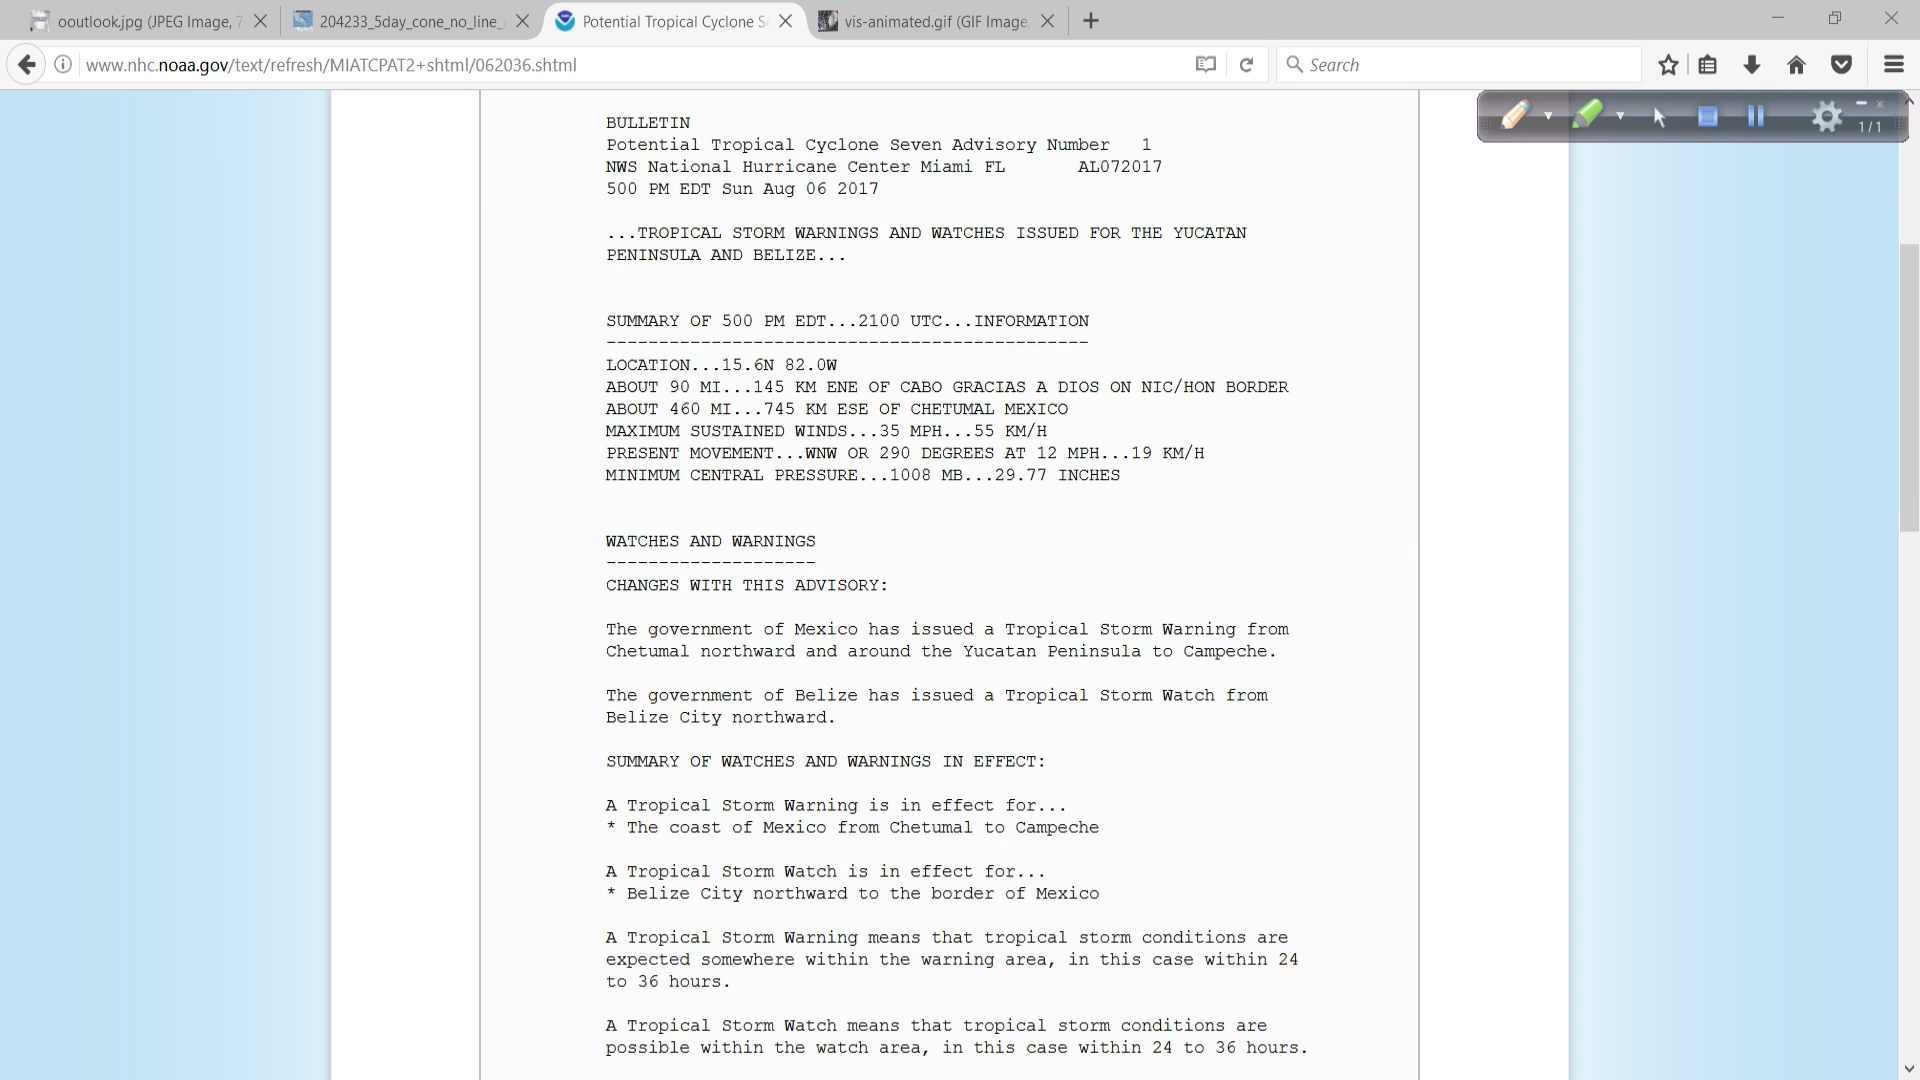 ooutlook.jpg (JPEG Image, 7
204233_5day_cone_no_line_
Potential Tropical Cyclone S
vis-animated.gif (GIF Image,
www.nhc.noaa.gov/text/refresh/MIATCPAT2+shtml/062036.shtml
Search
1/1
BULLETIN
Potential Tropical Cyclone Seven Advisory Number   1
NWS National Hurricane Center Miami FL       AL072017
500 PM EDT Sun Aug 06 2017
...TROPICAL STORM WARNINGS AND WATCHES ISSUED FOR THE YUCATAN
PENINSULA AND BELIZE...
SUMMARY OF 500 PM EDT...2100 UTC...INFORMATION
----------------------------------------------
LOCATION...15.6N 82.0W
ABOUT 90 MI...145 KM ENE OF CABO GRACIAS A DIOS ON NIC/HON BORDER
ABOUT 460 MI...745 KM ESE OF CHETUMAL MEXICO
MAXIMUM SUSTAINED WINDS...35 MPH...55 KM/H
PRESENT MOVEMENT...WNW OR 290 DEGREES AT 12 MPH...19 KM/H
MINIMUM CENTRAL PRESSURE...1008 MB...29.77 INCHES
WATCHES AND WARNINGS
--------------------
CHANGES WITH THIS ADVISORY:
The government of Mexico has issued a Tropical Storm Warning from
Chetumal northward and around the Yucatan Peninsula to Campeche.
The government of Belize has issued a Tropical Storm Watch from
Belize City northward.
SUMMARY OF WATCHES AND WARNINGS IN EFFECT:
A Tropical Storm Warning is in effect for...
* The coast of Mexico from Chetumal to Campeche
A Tropical Storm Watch is in effect for...
* Belize City northward to the border of Mexico
A Tropical Storm Warning means that tropical storm conditions are
expected somewhere within the warning area, in this case within 24
to 36 hours.
A Tropical Storm Watch means that tropical storm conditions are
possible within the watch area, in this case within 24 to 36 hours.